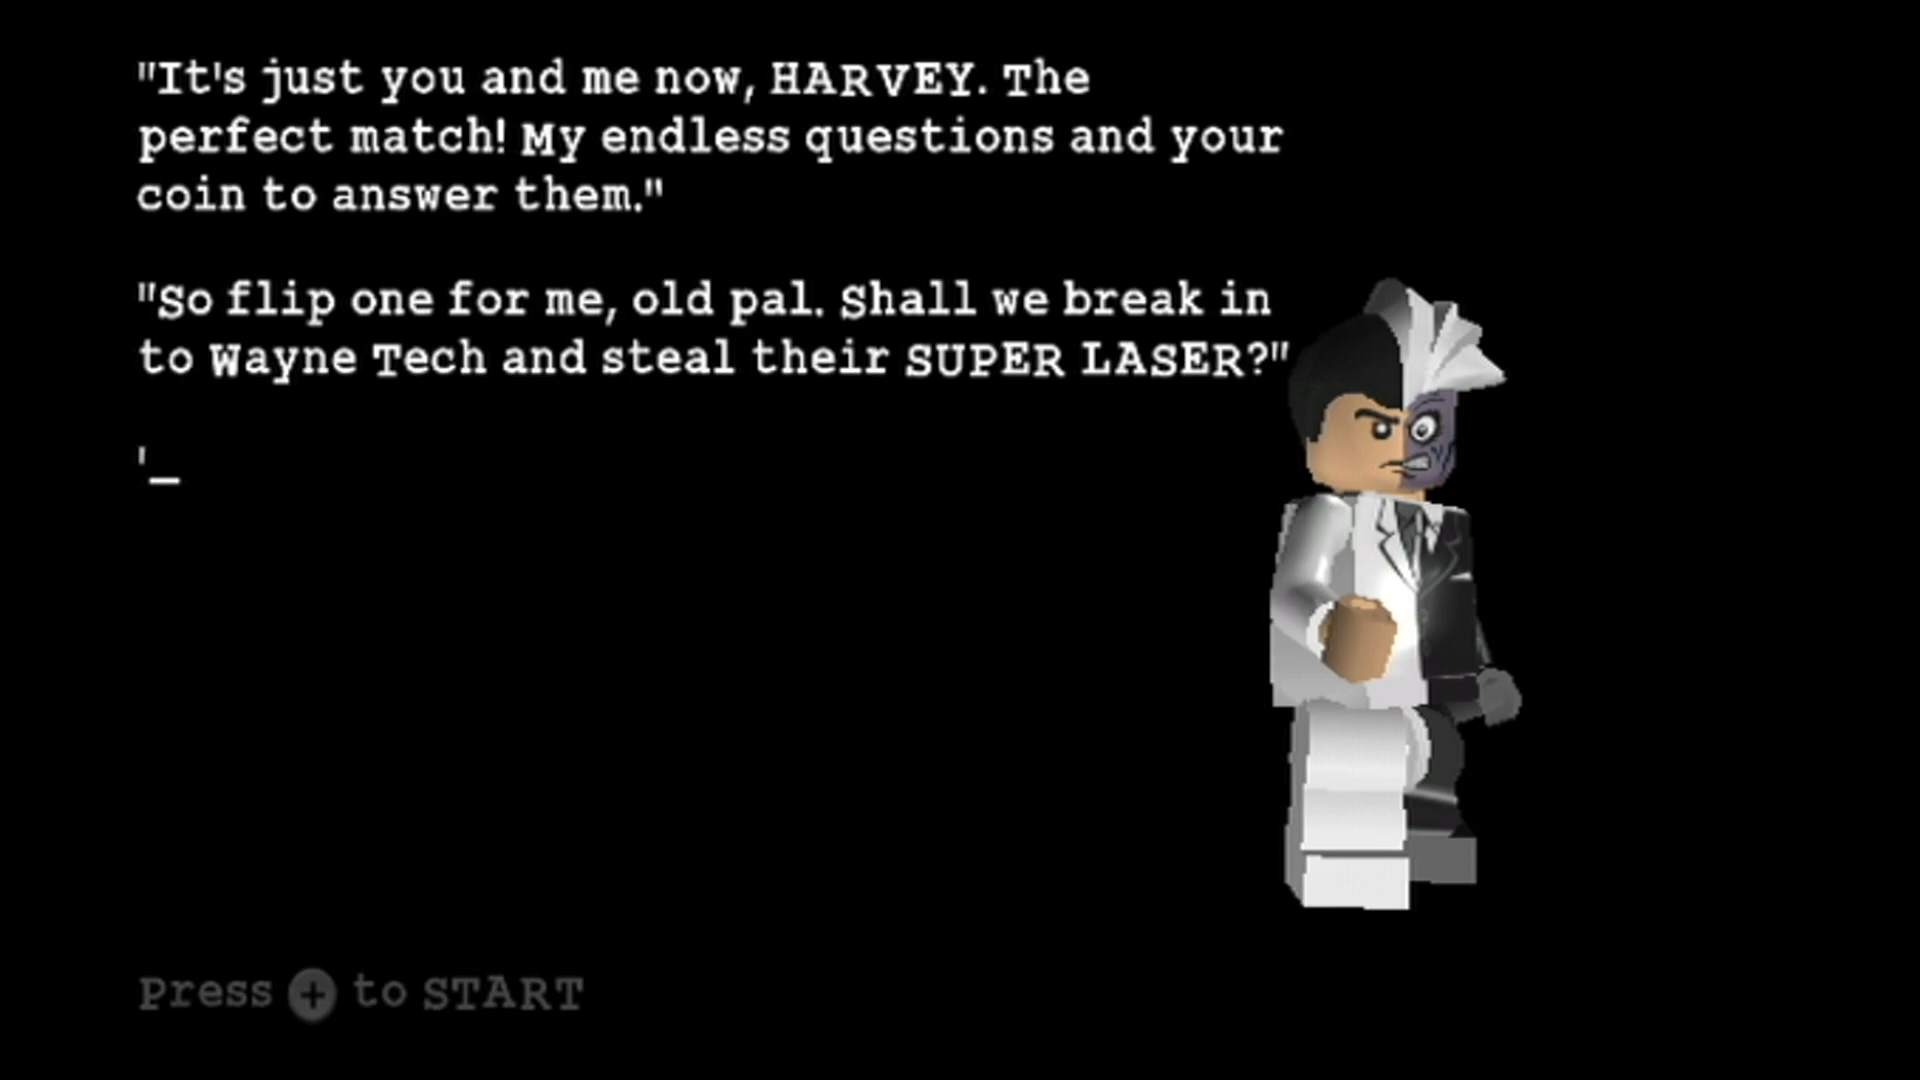 "It's just you and me now, HARVEY. The
perfect match! My endless questions and your
coin to answer them."
"So flip one for me, old pal. Shall we break in
to Wayne Tech and steal their SUPER LASER?"
'_
Press + to START